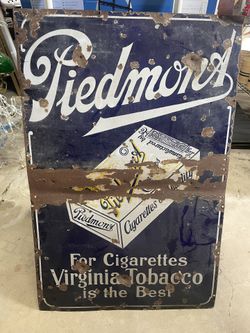 Piedmont
Piedmont
Cigarettes
For Cigarettes
Virginia Tobacco
is the Best